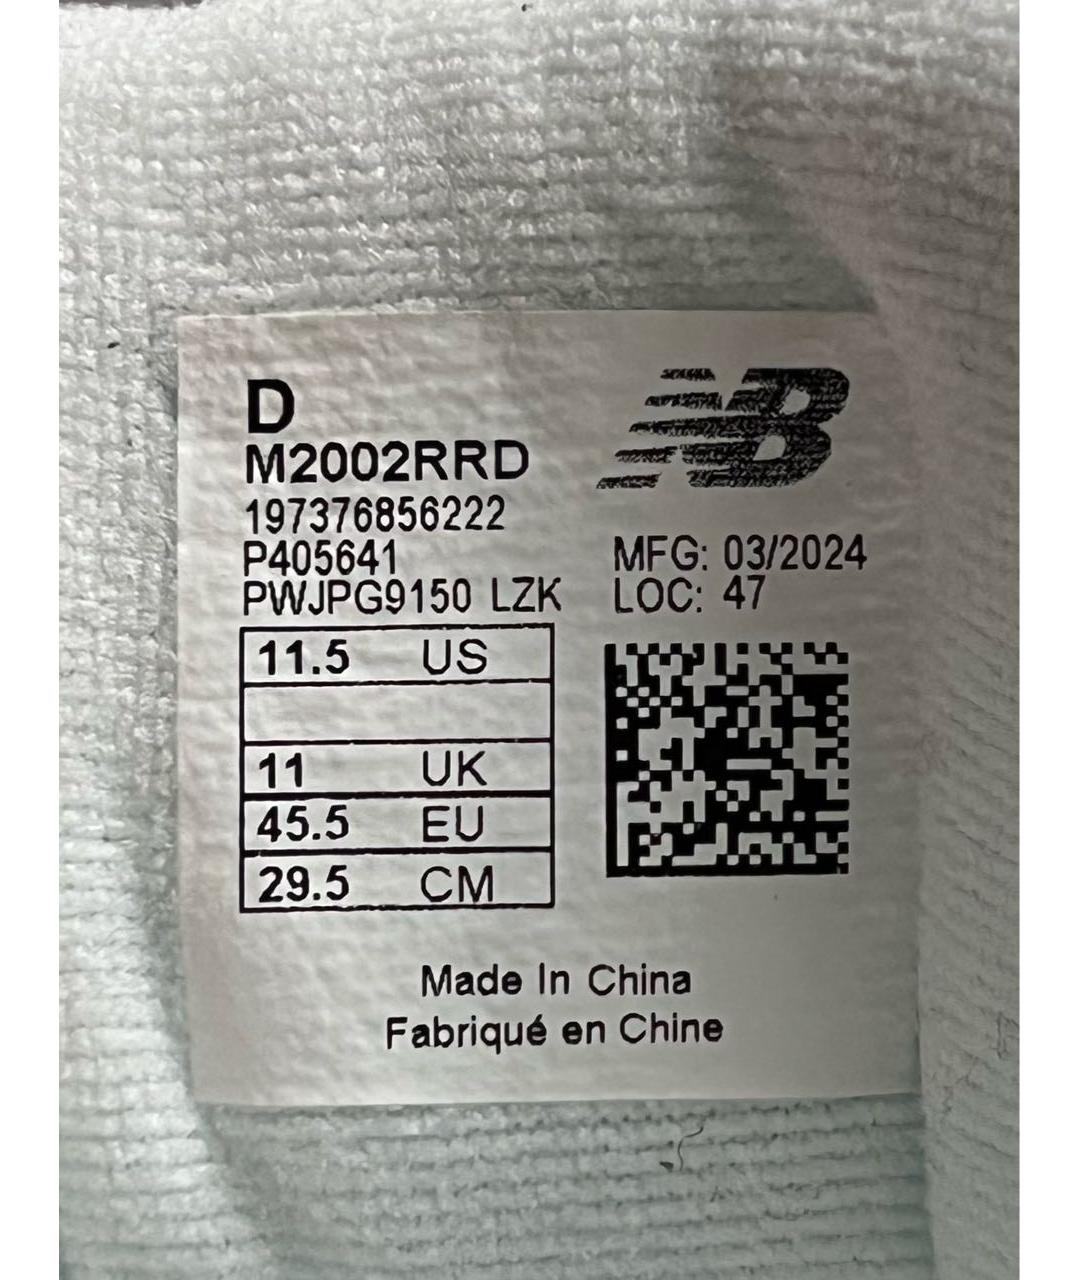 D
NB
M2002RRD
197376856222
P405641
PWJPG9150 LZK
MFG: 03/2024
LOC: 47
11.5 US
11 UK
45.5 EU
29.5 CM
Made In China
Fabriqué en Chine